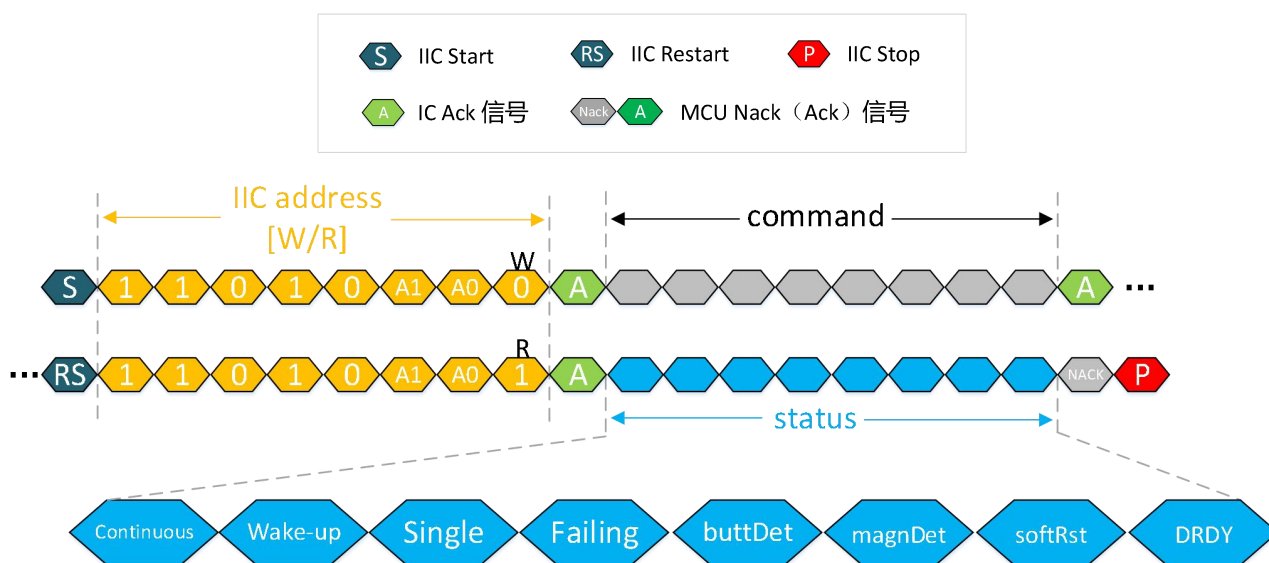 S IIC Start RS IIC Restart P IIC Stop
A IC Ack 信号 Nack A MCU Nack（Ack）信号
IIC address
[W/R]
command
W
S 1 1 0 1 0 A1 A0 0 A A ...
R
... RS 1 1 0 1 0 A1 A0 1 A NACK P
status
Continuous Wake-up Single Failing buttDet magnDet softRst DRDY